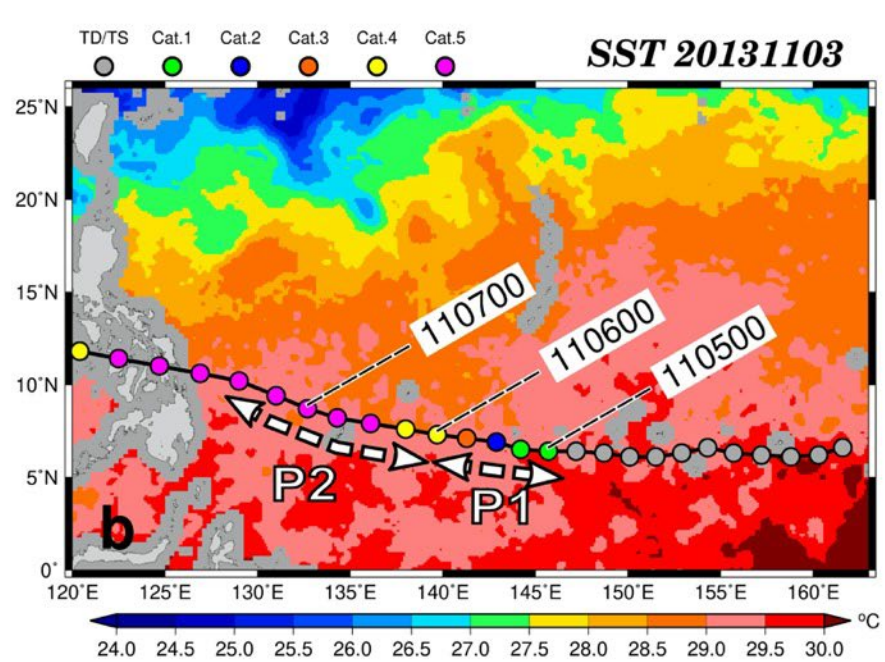 TD/TS Cat.1 Cat.2 Cat.3 Cat.4 Cat.5
SST 20131103
25˚N
20˚N
15˚N
10˚N
5˚N
0˚
110700
110600
110500
P2
P1
b
120˚E 125˚E 130˚E 135˚E 140˚E 145˚E 150˚E 155˚E 160˚E
24.0 24.5 25.0 25.5 26.0 26.5 27.0 27.5 28.0 28.5 29.0 29.5 30.0 ºC